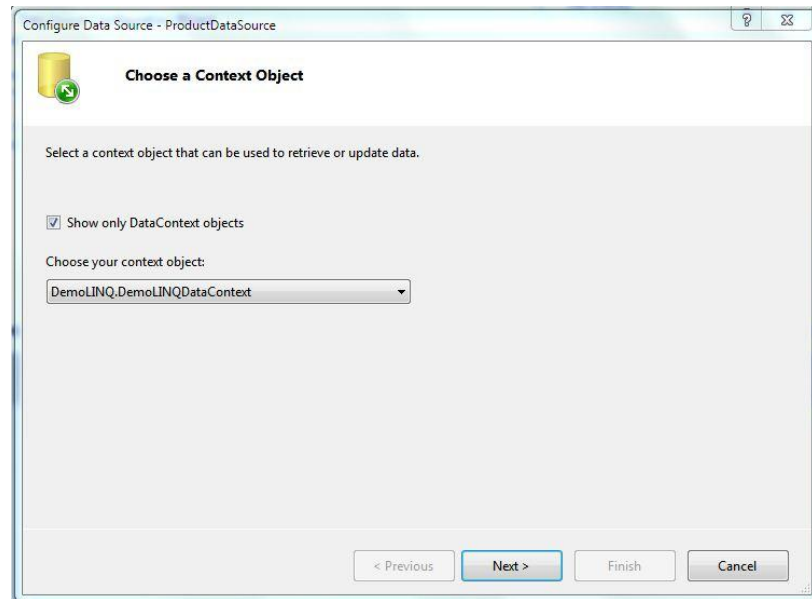 Configure Data Source - ProductDataSource
Choose a Context Object
Select a context object that can be used to retrieve or update data.
Show only DataContext objects
Choose your context object:
DemoLINQ.DemoLINQDataContext
< Previous Next > Finish Cancel